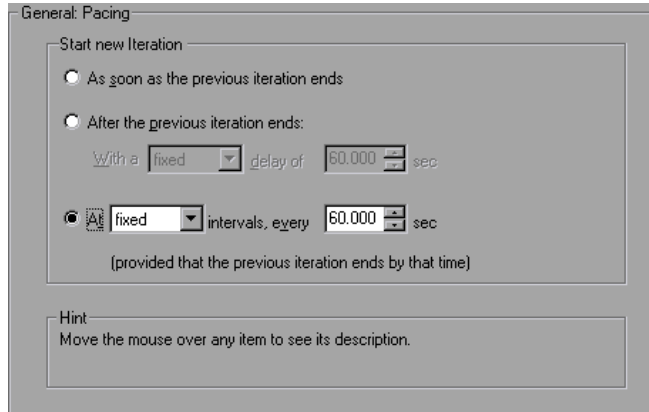 General: Pacing
Start new Iteration
As soon as the previous iteration ends
After the previous iteration ends:
With a fixed delay of 60.000 sec
At fixed intervals, every 60.000 sec
(provided that the previous iteration ends by that time)
Hint
Move the mouse over any item to see its description.